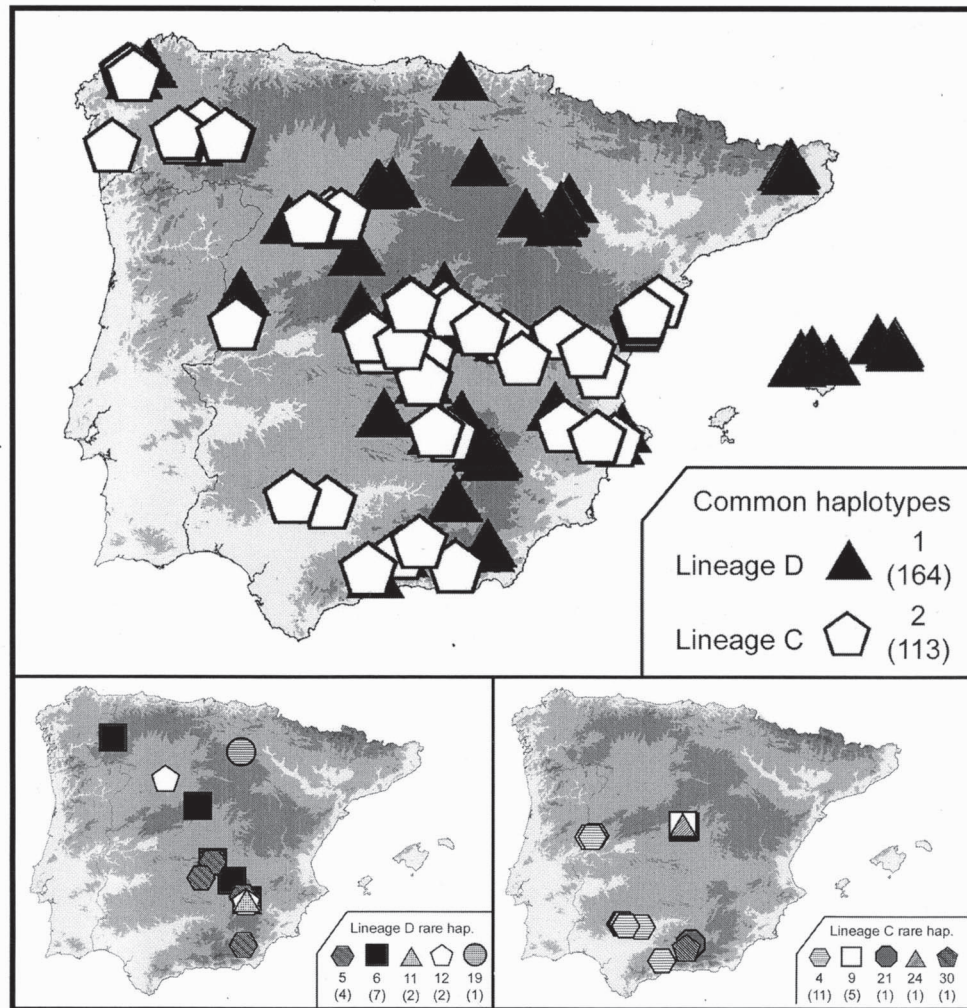 Common haplotypes
Lineage D 1 (164)
Lineage C 2 (113)
Lineage D rare hap.
5 6 11 12 19
(4) (7) (2) (2) (1)
Lineage C rare hap.
4 9 21 24 30
(11) (5) (1) (1) (1)